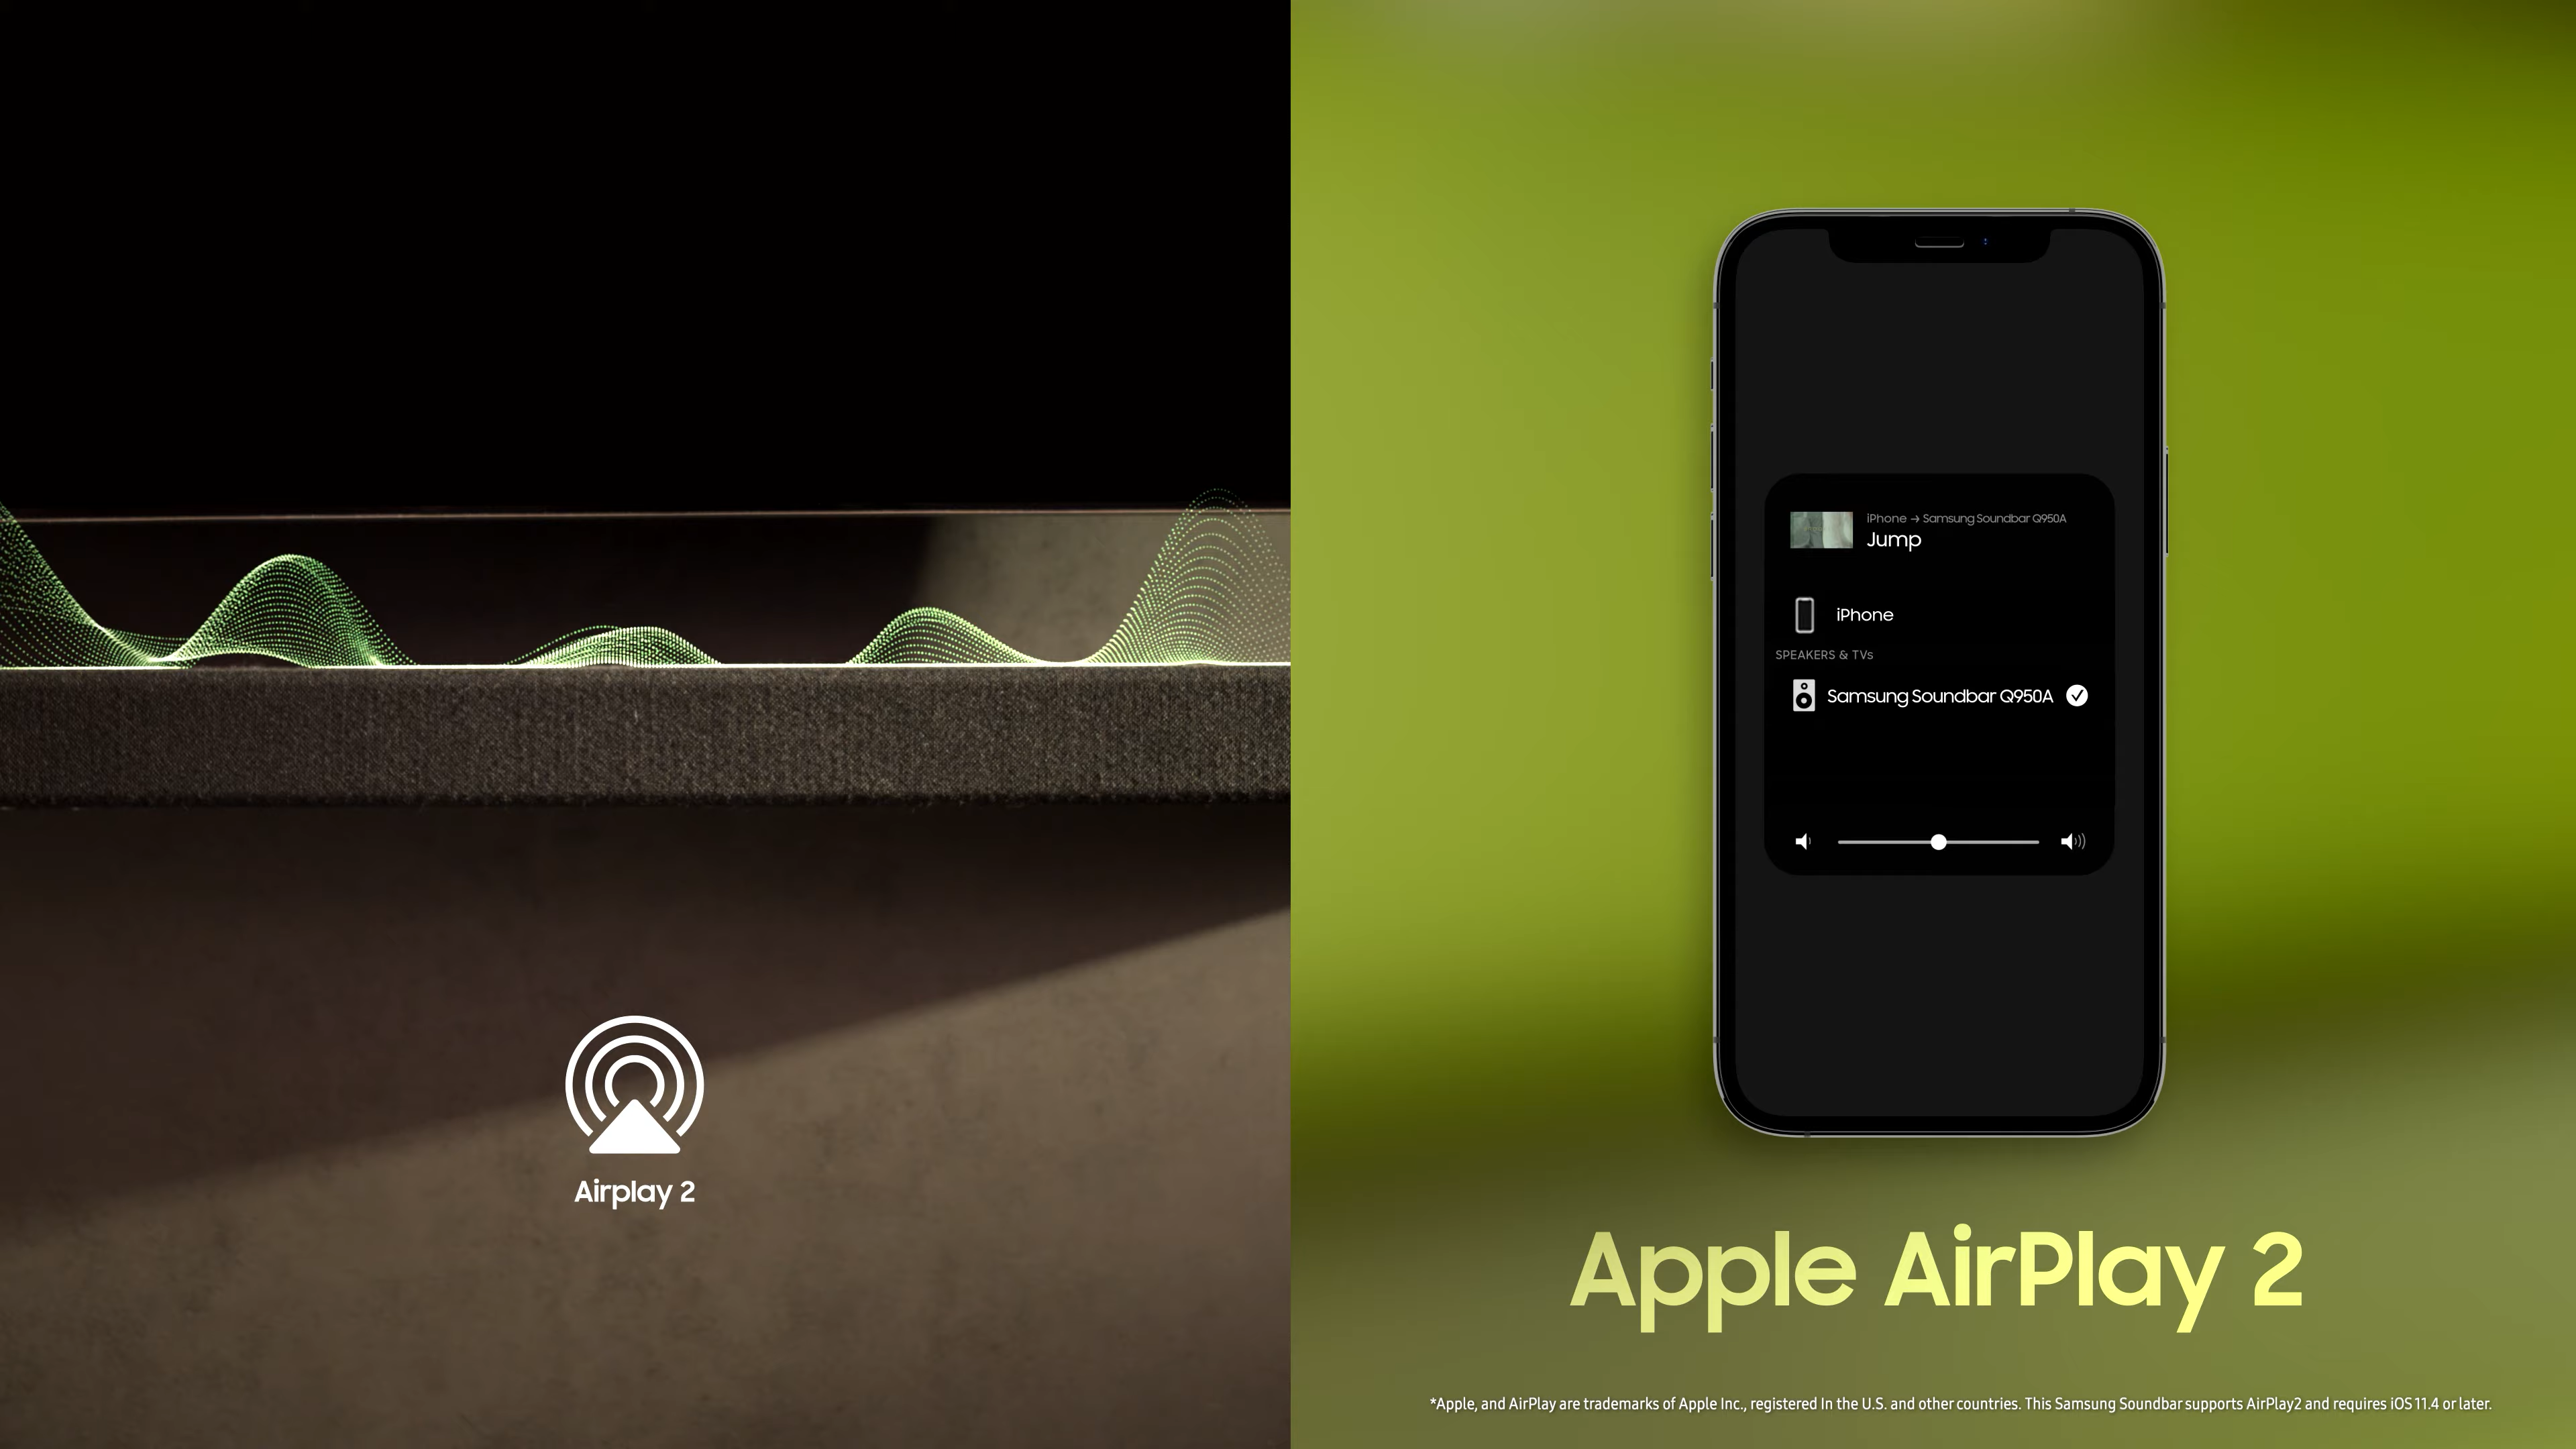 Airplay 2
iPhone → Samsung Soundbar Q950A
Jump
iPhone
SPEAKERS & TVs
Samsung Soundbar Q950A
Apple AirPlay 2
*Apple, and AirPlay are trademarks of Apple Inc., registered In the U.S. and other countries. This Samsung Soundbar supports AirPlay2 and requires iOS 11.4 or later.